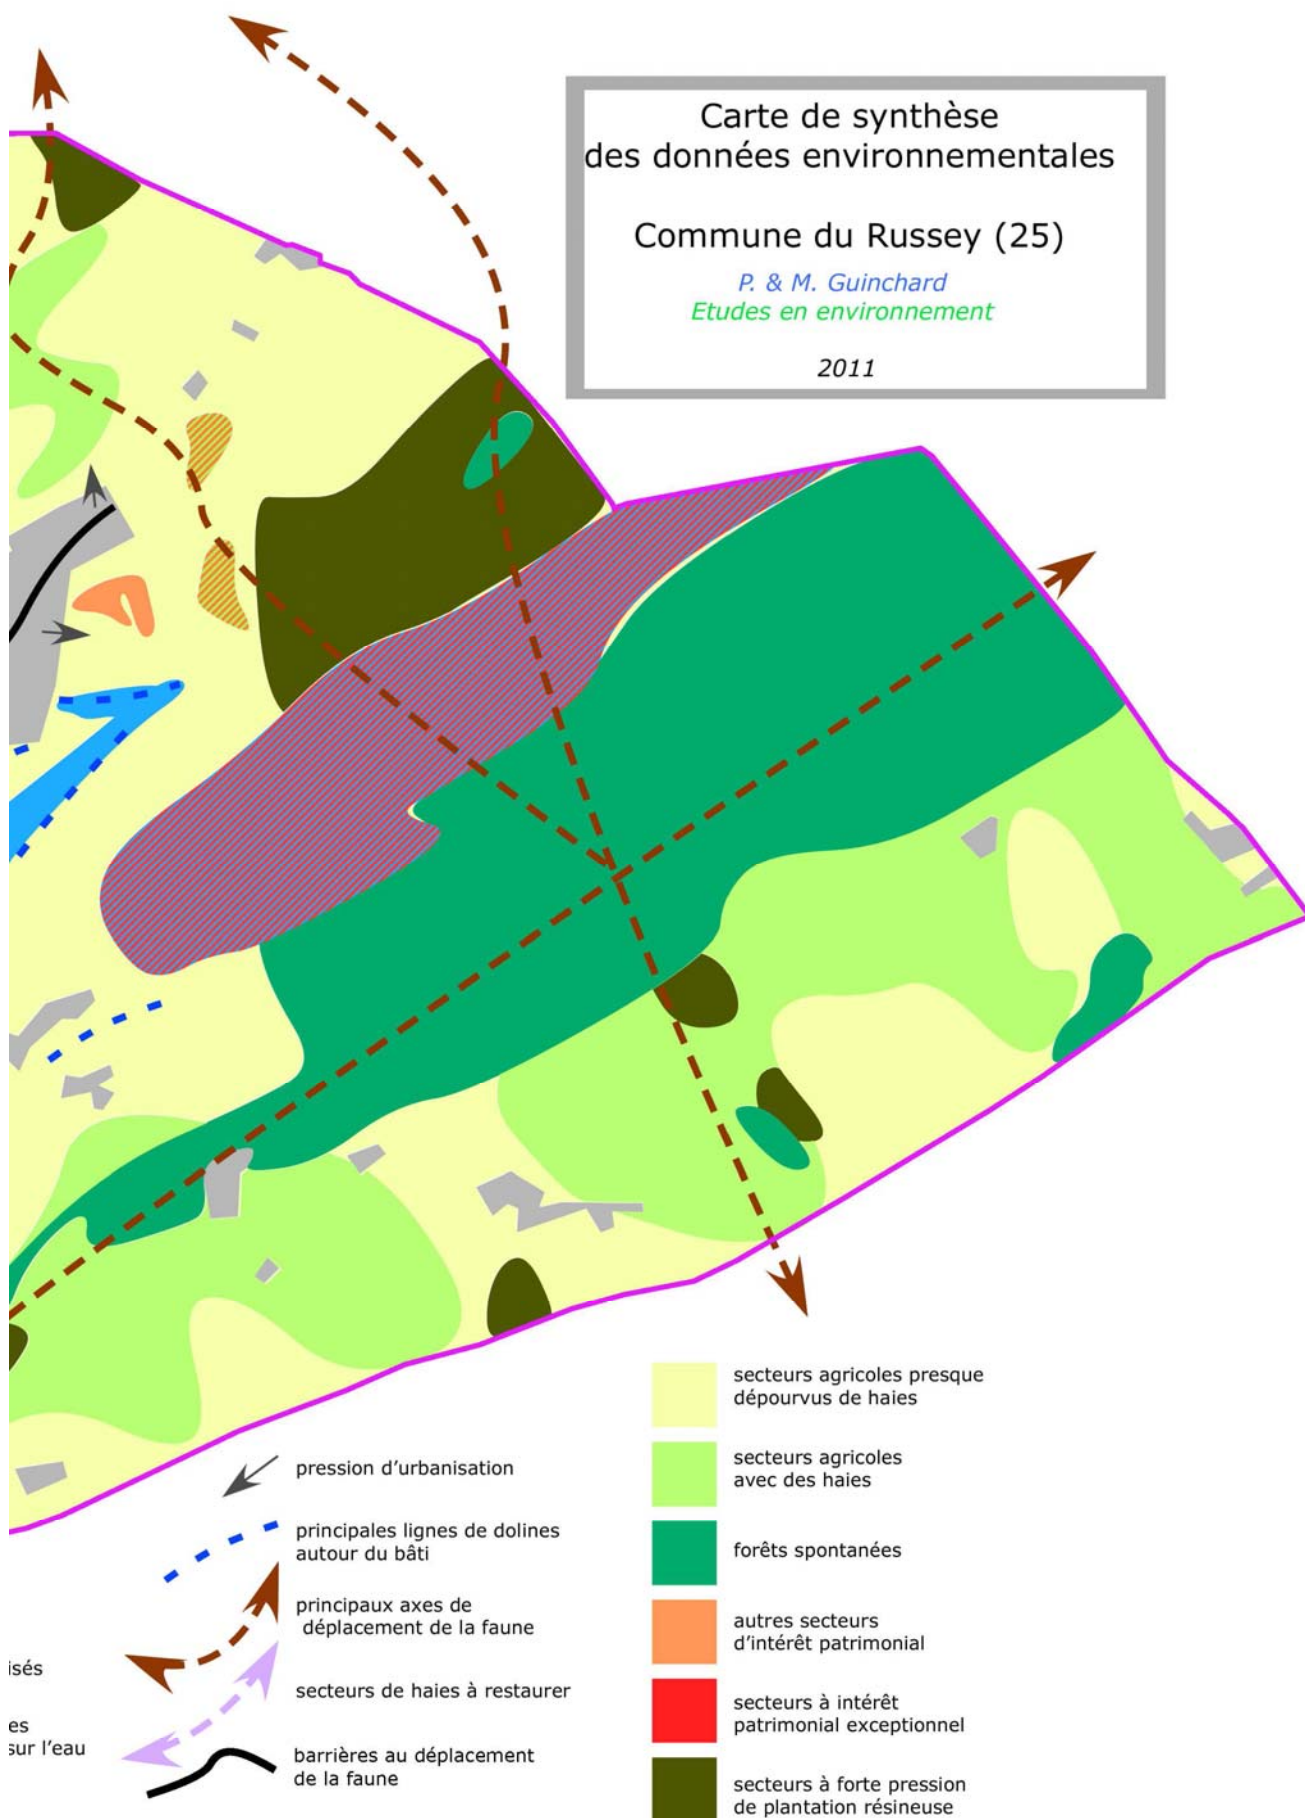 Carte de synthèse
des données environnementales
Commune du Russey (25)
P. & M. Guinchard
Etudes en environnement
2011
pression d’urbanisation
principales lignes de dolines
autour du bâti
principaux axes de
déplacement de la faune
secteurs de haies à restaurer
barrières au déplacement
de la faune
isés
es
sur l’eau
secteurs agricoles presque
dépourvus de haies
secteurs agricoles
avec des haies
forêts spontanées
autres secteurs
d’intérêt patrimonial
secteurs à intérêt
patrimonial exceptionnel
secteurs à forte pression
de plantation résineuse